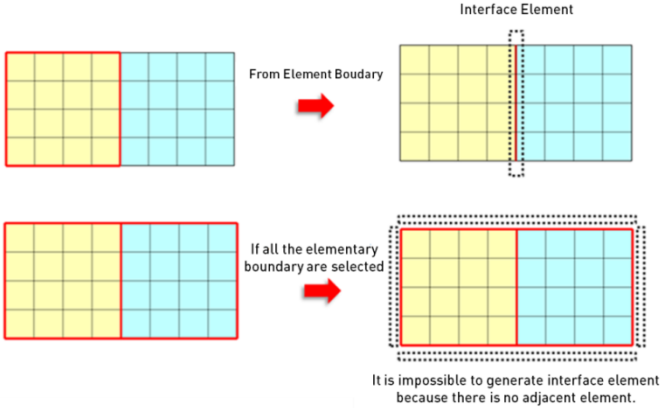 Interface Element
From Element Boudary
If all the elementary
boundary are selected
It is impossible to generate interface element
because there is no adjacent element.